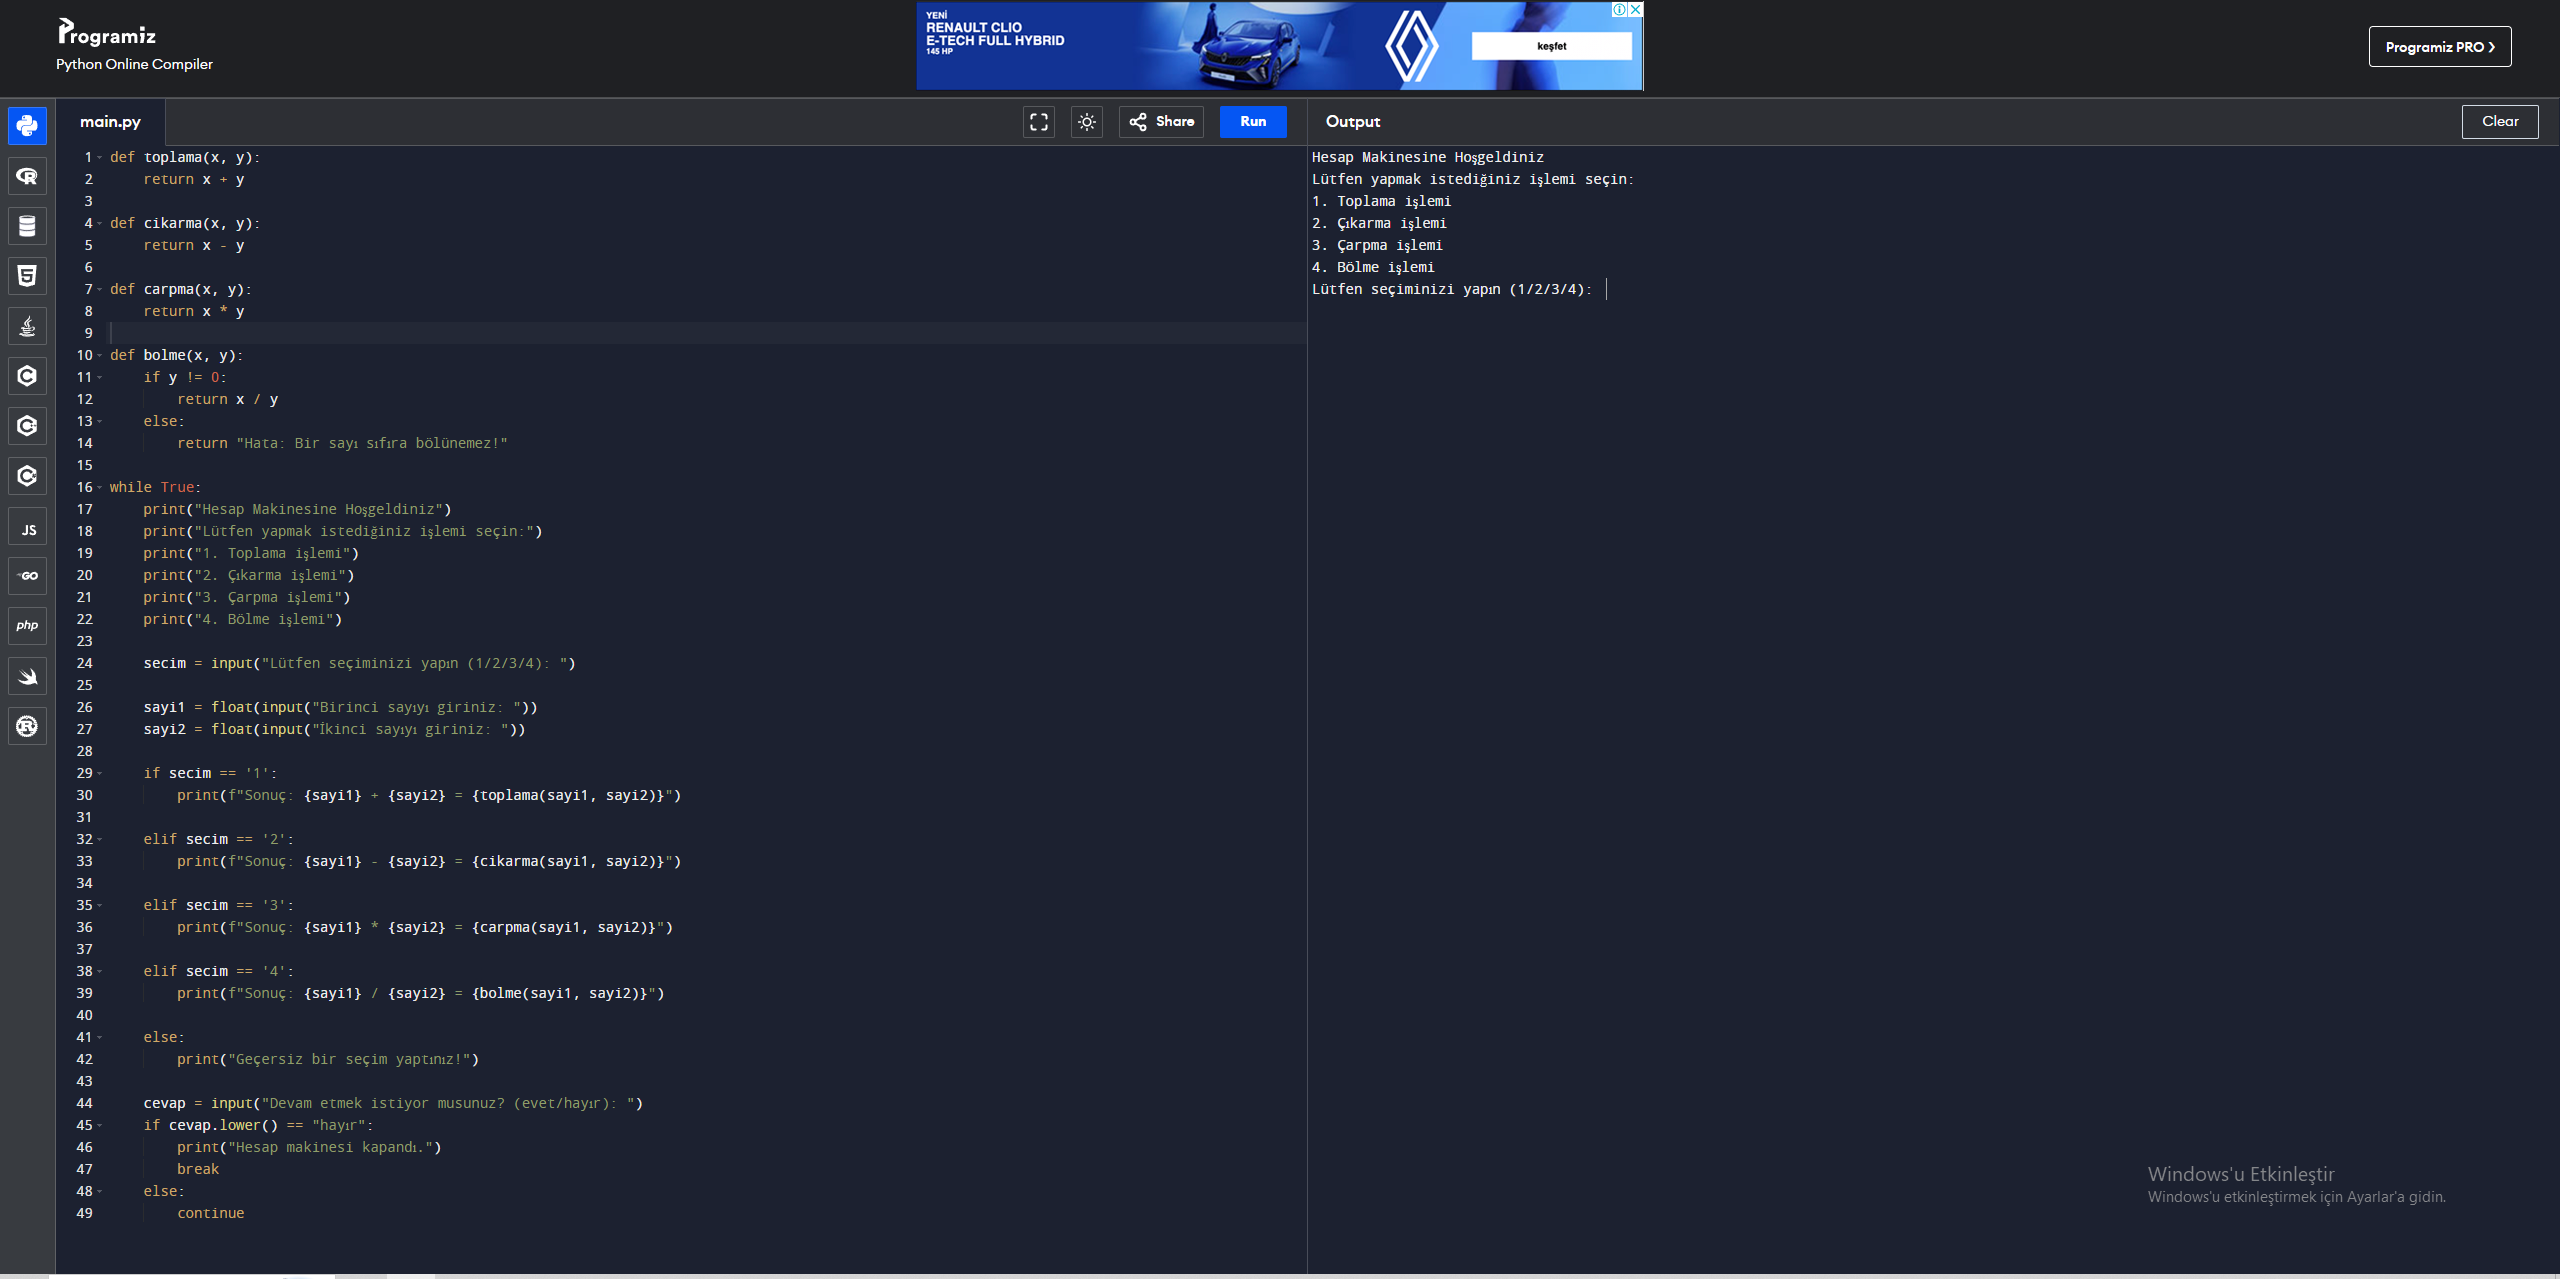 Programiz
Python Online Compiler
YENİ
RENAULT CLIO
E-TECH FULL HYBRID
145 HP
keşfet
Programiz PRO
main.py
Share
Run
Output
Clear
1 def toplama(x, y):
2     return x + y
3
4 def cikarma(x, y):
5     return x - y
6
7 def carpma(x, y):
8     return x * y
9
10 def bolme(x, y):
11     if y != 0:
12         return x / y
13     else:
14         return "Hata: Bir sayı sıfıra bölünemez!"
15
16 while True:
17     print("Hesap Makinesine Hoşgeldiniz")
18     print("Lütfen yapmak istediğiniz işlemi seçin:")
19     print("1. Toplama işlemi")
20     print("2. Çıkarma işlemi")
21     print("3. Çarpma işlemi")
22     print("4. Bölme işlemi")
23
24     secim = input("Lütfen seçiminizi yapın (1/2/3/4): ")
25
26     sayi1 = float(input("Birinci sayıyı giriniz: "))
27     sayi2 = float(input("İkinci sayıyı giriniz: "))
28
29     if secim == '1':
30         print(f"Sonuç: {sayi1} + {sayi2} = {toplama(sayi1, sayi2)}")
31
32     elif secim == '2':
33         print(f"Sonuç: {sayi1} - {sayi2} = {cikarma(sayi1, sayi2)}")
34
35     elif secim == '3':
36         print(f"Sonuç: {sayi1} * {sayi2} = {carpma(sayi1, sayi2)}")
37
38     elif secim == '4':
39         print(f"Sonuç: {sayi1} / {sayi2} = {bolme(sayi1, sayi2)}")
40
41     else:
42         print("Geçersiz bir seçim yaptınız!")
43
44     cevap = input("Devam etmek istiyor musunuz? (evet/hayır): ")
45     if cevap.lower() == "hayır":
46         print("Hesap makinesi kapandı.")
47         break
48     else:
49         continue
Hesap Makinesine Hoşgeldiniz
Lütfen yapmak istediğiniz işlemi seçin:
1. Toplama işlemi
2. Çıkarma işlemi
3. Çarpma işlemi
4. Bölme işlemi
Lütfen seçiminizi yapın (1/2/3/4):
JS
GO
php
Windows'u Etkinleştir
Windows'u etkinleştirmek için Ayarlar'a gidin.